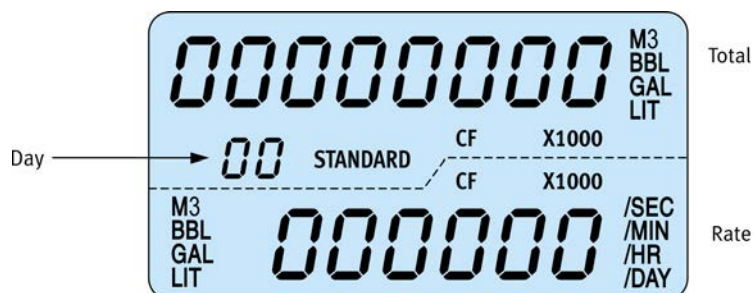 00000000 M3
BBL
GAL
LIT
Total
Day
00 STANDARD CF X1000
CF X1000
M3
BBL
GAL
LIT
000000
/SEC
/MIN
/HR
/DAY
Rate